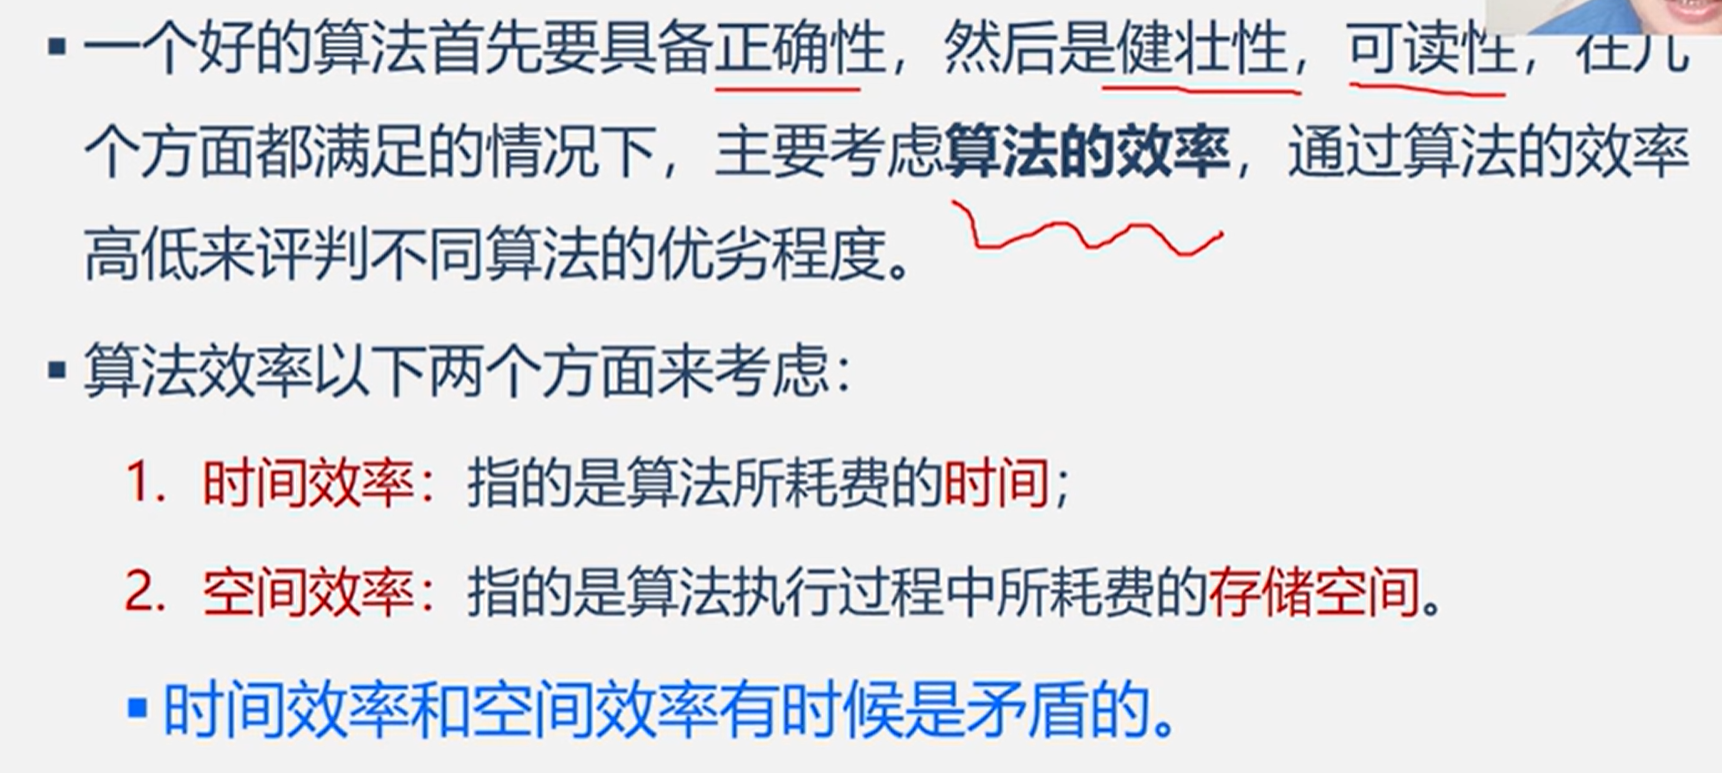 ▪ 一个好的算法首先要具备正确性，然后是健壮性，可读性，在几
个方面都满足的情况下，主要考虑算法的效率，通过算法的效率
高低来评判不同算法的优劣程度。
▪ 算法效率以下两个方面来考虑：
1. 时间效率：指的是算法所耗费的时间；
2. 空间效率：指的是算法执行过程中所耗费的存储空间。
▪ 时间效率和空间效率有时候是矛盾的。